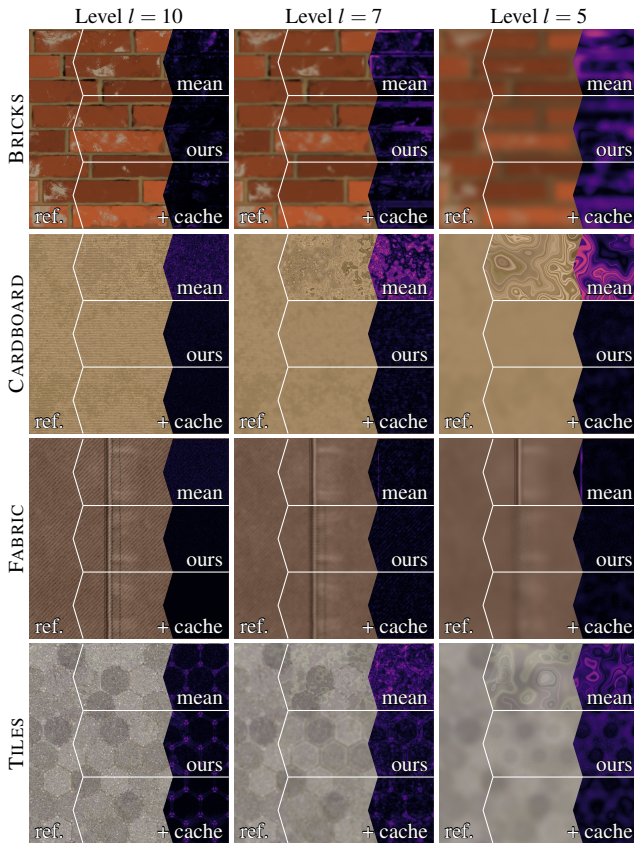 Level l = 10 Level l = 7 Level l = 5
BRICKS
mean mean mean
ours ours ours
ref. + cache ref. + cache ref. + cache
CARDBOARD
mean mean mean
ours ours ours
ref. + cache ref. + cache ref. + cache
FABRIC
mean mean mean
ours ours ours
ref. + cache ref. + cache ref. + cache
TILES
mean mean mean
ours ours ours
ref. + cache ref. + cache ref. + cache